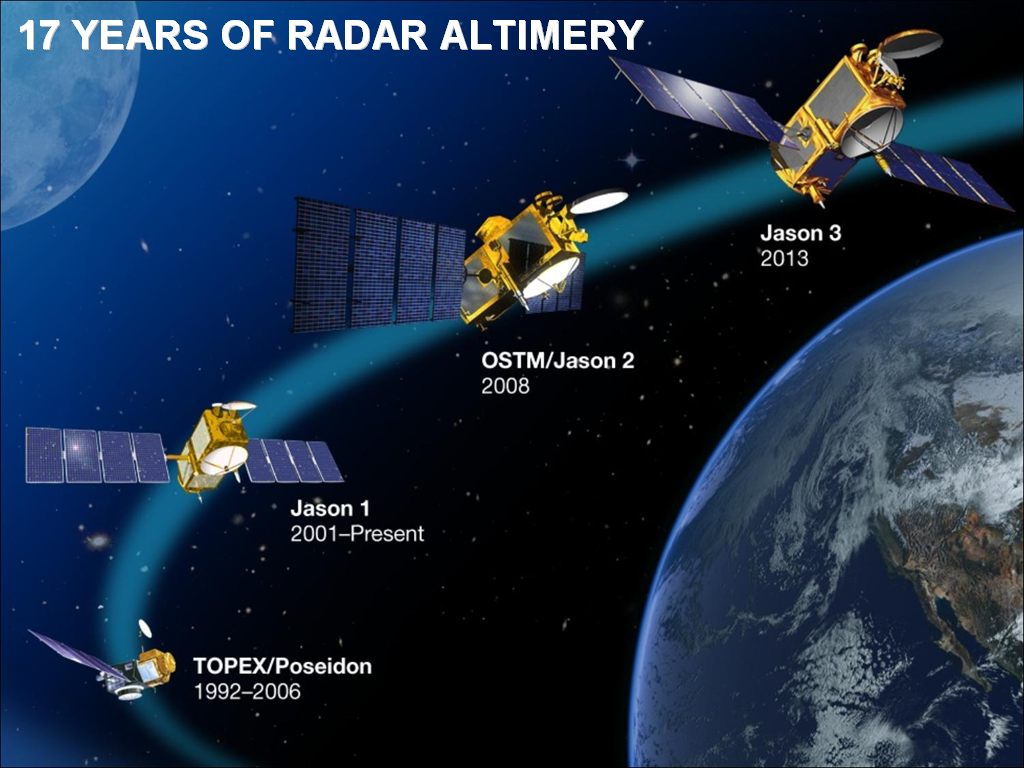 17 YEARS OF RADAR ALTIMERY
Jason 3
2013
OSTM/Jason 2
2008
Jason 1
2001–Present
TOPEX/Poseidon
1992–2006